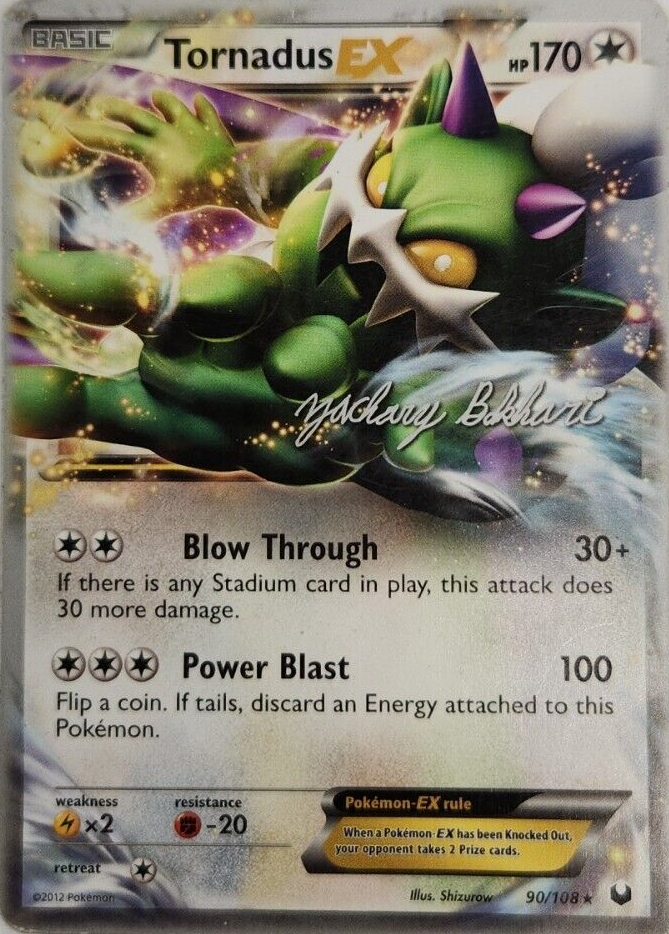 BASIC Tornadus EX HP 170
Zachary Bokhari
Blow Through 30+
If there is any Stadium card in play, this attack does
30 more damage.
Power Blast 100
Flip a coin. If tails, discard an Energy attached to this
Pokémon.
weakness resistance
×2 -20
Pokémon-EX rule
When a Pokémon-EX has been Knocked Out,
your opponent takes 2 Prize cards.
retreat
©2012 Pokémon Illus. Shizurow 90/108